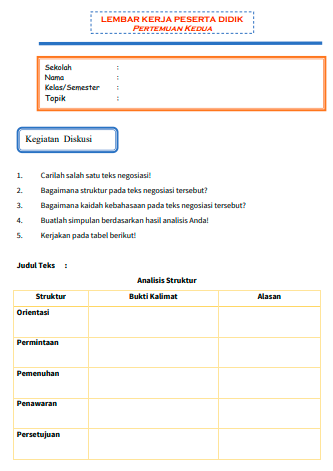 LEMBAR KERJA PESERTA DIDIK
PERTEMUAN KEDUA
Sekolah :
Nama :
Kelas/Semester :
Topik :
Kegiatan Diskusi
1. Carilah salah satu teks negosiasi!
2. Bagaimana struktur pada teks negosiasi tersebut?
3. Bagaimana kaidah kebahasaan pada teks negosiasi tersebut?
4. Buatlah simpulan berdasarkan hasil analisis Anda!
5. Kerjakan pada tabel berikut!
Judul Teks :
Analisis Struktur
Struktur Bukti Kalimat Alasan
Orientasi
Permintaan
Pemenuhan
Penawaran
Persetujuan